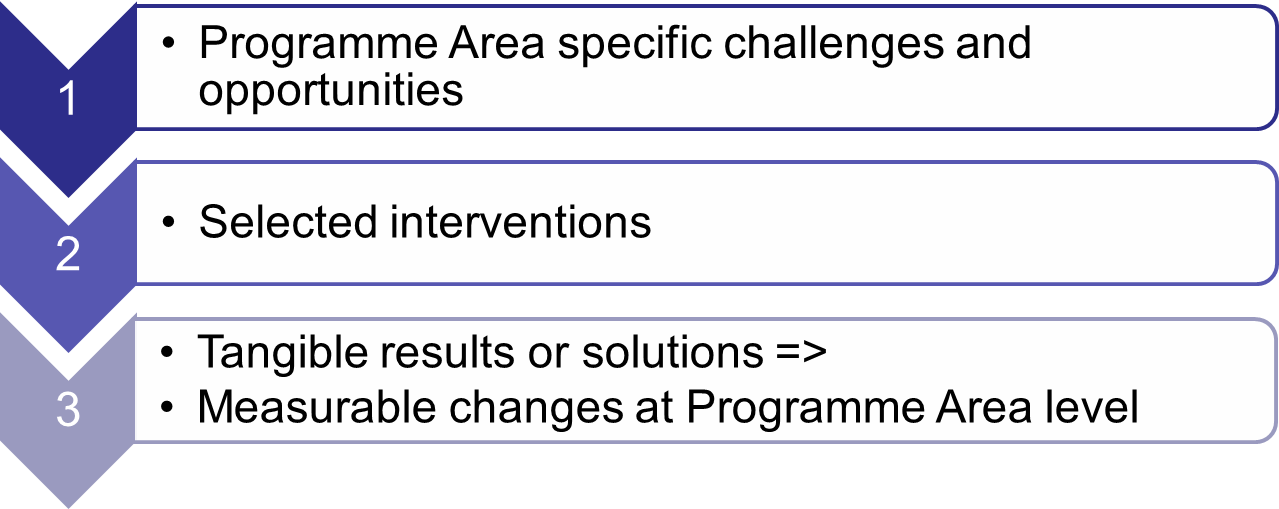 1
• Programme Area specific challenges and
opportunities
2
• Selected interventions
3
• Tangible results or solutions =>
• Measurable changes at Programme Area level